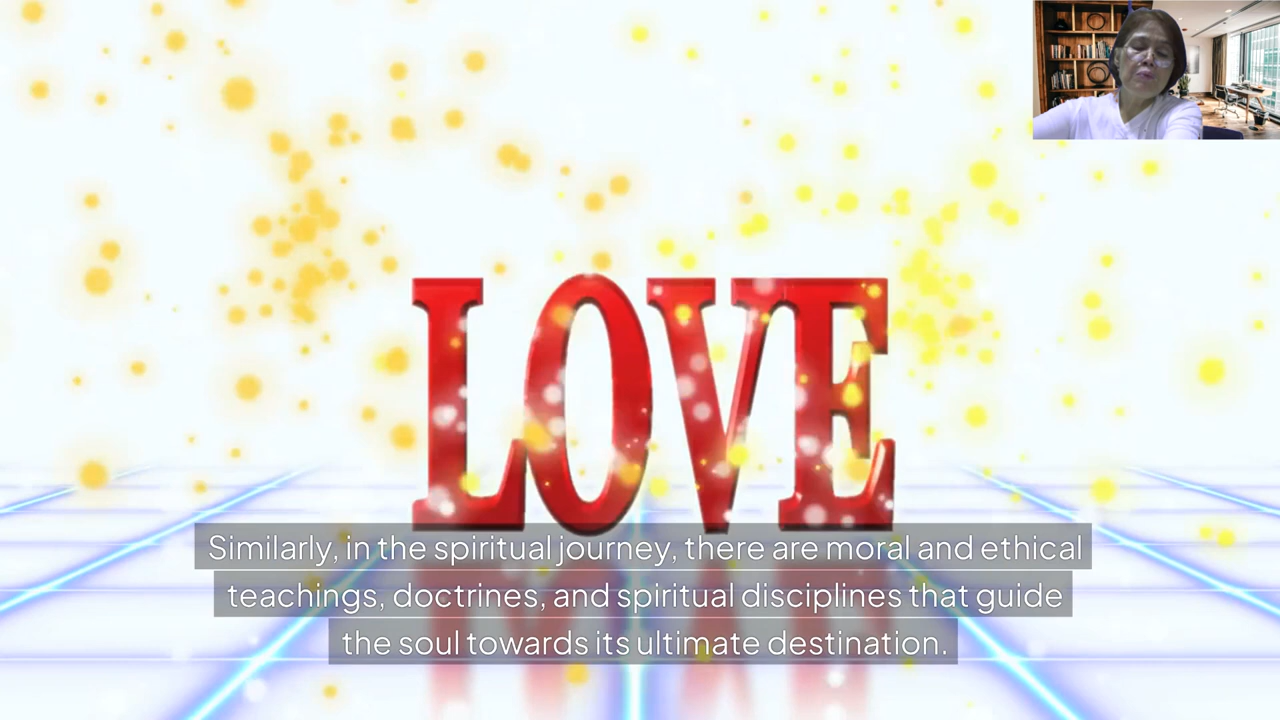 LOVE
Similarly, in the spiritual journey, there are moral and ethical
teachings, doctrines, and spiritual disciplines that guide
the soul towards its ultimate destination.